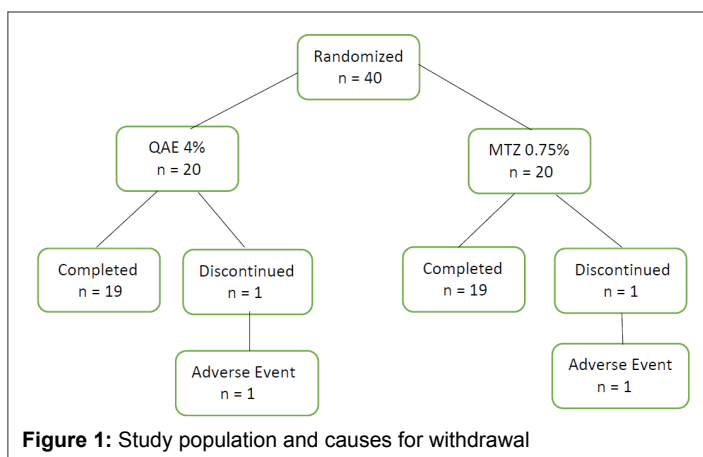 Randomized
n = 40
QAE 4%
n = 20
MTZ 0.75%
n = 20
Completed
n = 19
Discontinued
n = 1
Completed
n = 19
Discontinued
n = 1
Adverse Event
n = 1
Adverse Event
n = 1
Figure 1: Study population and causes for withdrawal